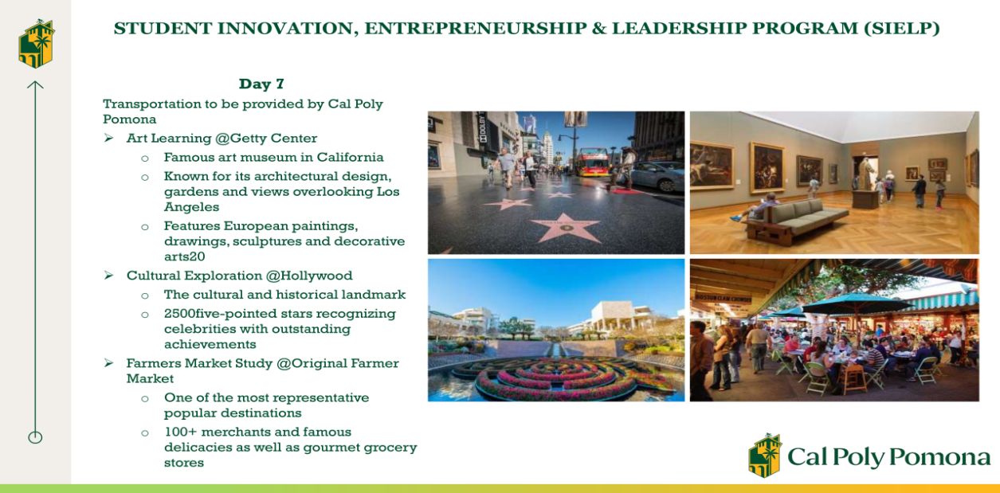 STUDENT INNOVATION, ENTREPRENEURSHIP & LEADERSHIP PROGRAM (SIELP)
Day 7
Transportation to be provided by Cal Poly
Pomona
➢ Art Learning @Getty Center
o Famous art museum in California
o Known for its architectural design,
gardens and views overlooking Los
Angeles
o Features European paintings,
drawings, sculptures and decorative
arts20
➢ Cultural Exploration @Hollywood
o The cultural and historical landmark
o 2500five-pointed stars recognizing
celebrities with outstanding
achievements
➢ Farmers Market Study @Original Farmer
Market
o One of the most representative
popular destinations
o 100+ merchants and famous
delicacies as well as gourmet grocery
stores
DOLBY
BOSTON CLAM CHOWDER
Cal Poly Pomona